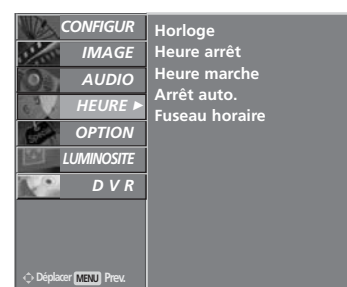 CONFIGUR
IMAGE
AUDIO
HEURE ►
OPTION
LUMINOSITE
D V R
Horloge
Heure arrêt
Heure marche
Arrêt auto.
Fuseau horaire
Déplacer MENU Prev.